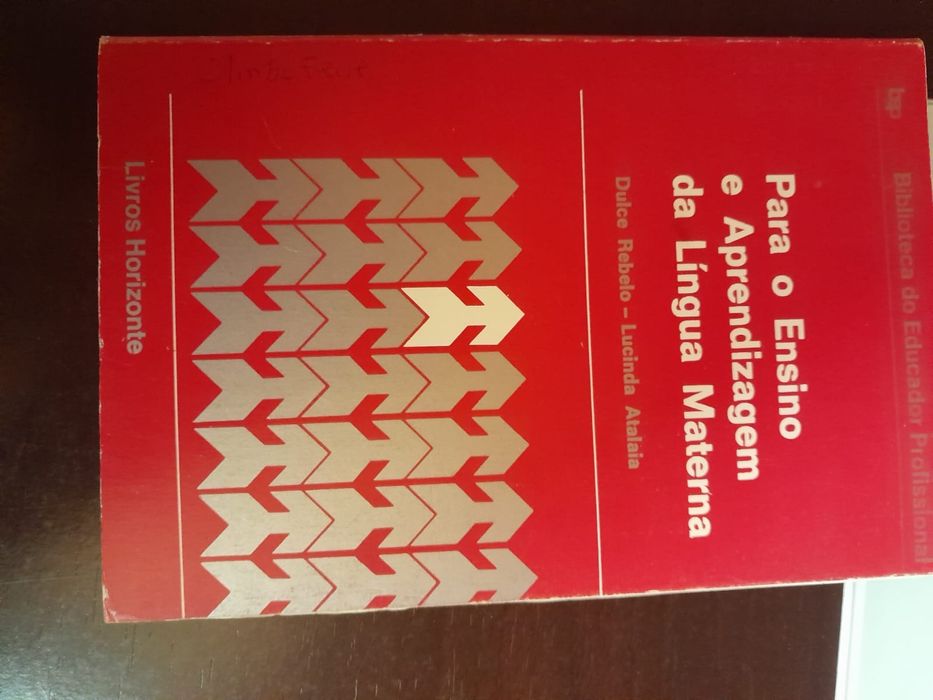 Biblioteca do Educador Profissional
bep
Para o Ensino
e Aprendizagem
da Língua Materna
Dulce Rebelo – Lucinda Atalaia
Livros Horizonte